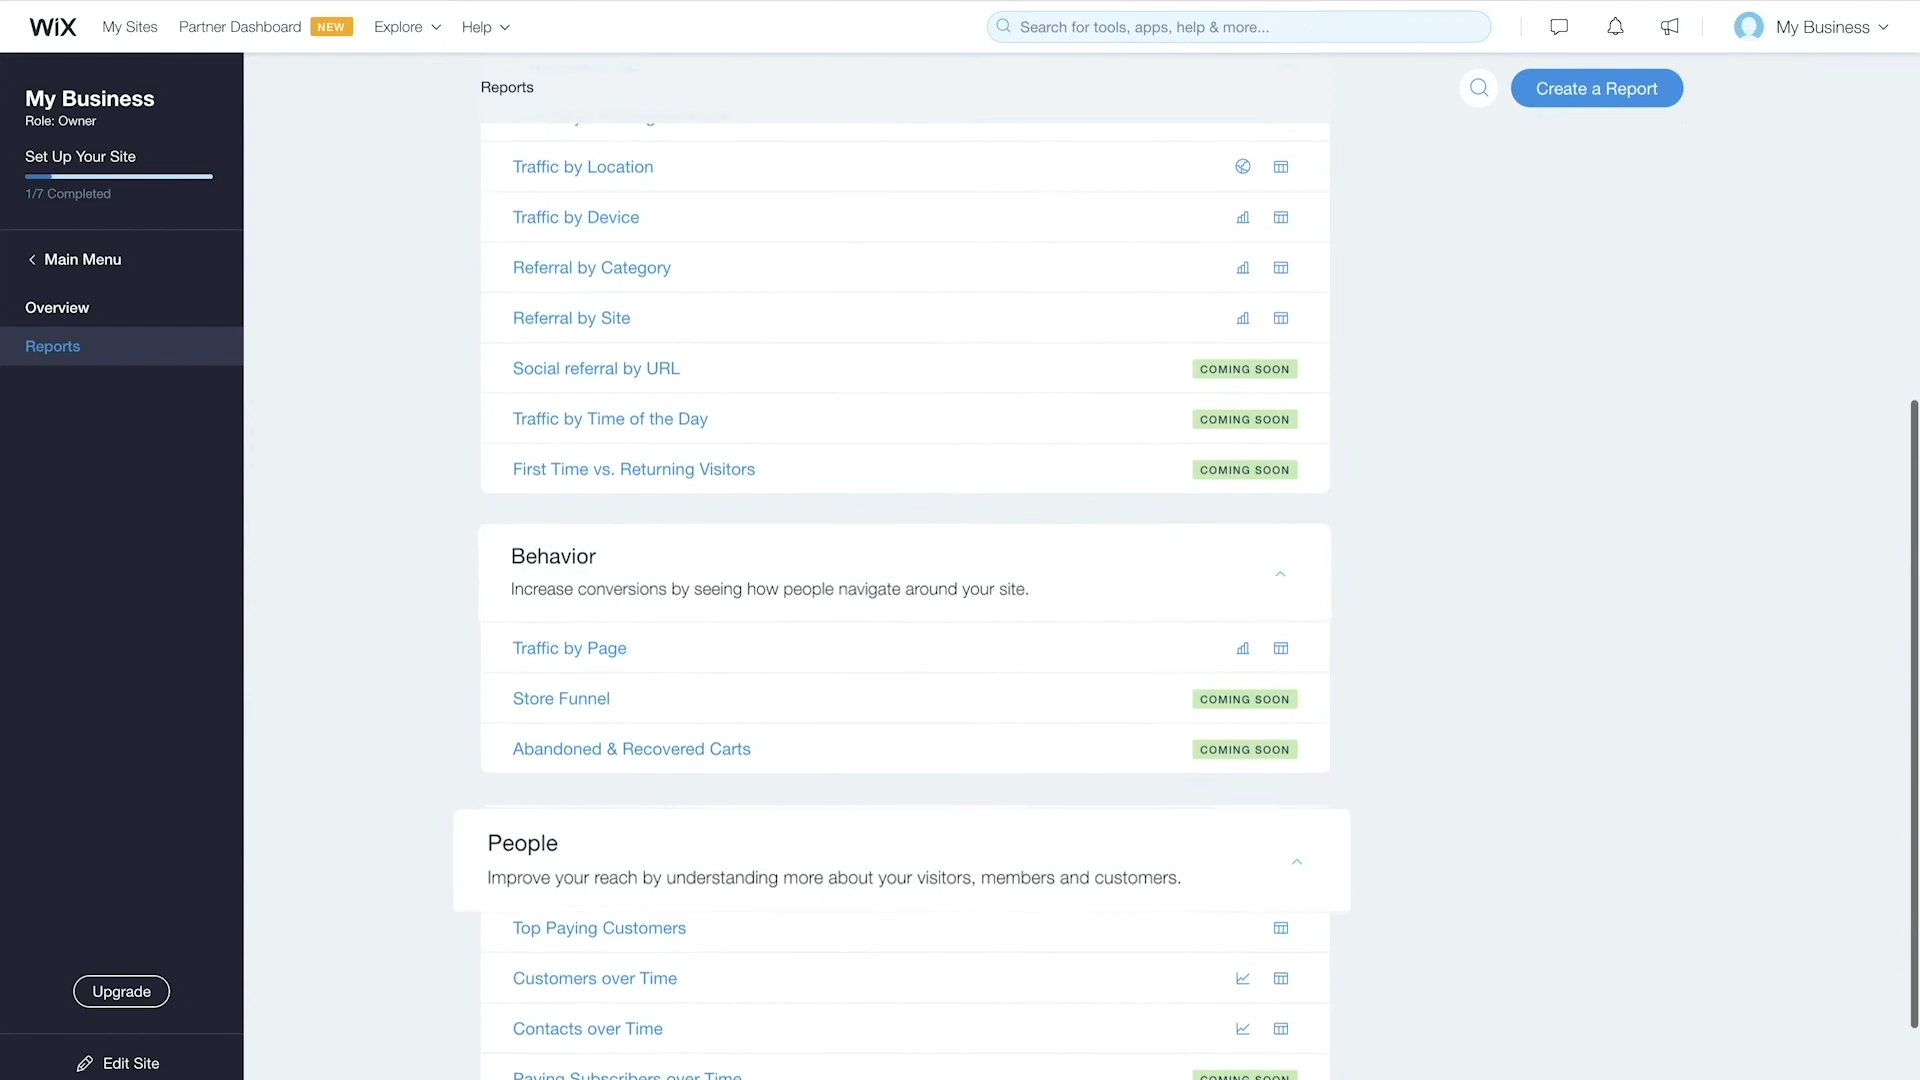 WiX My Sites Partner Dashboard NEW Explore Help Search for tools, apps, help & more... My Business
My Business
Role: Owner
Set Up Your Site
1/7 Completed
Main Menu
Overview
Reports
Upgrade
Edit Site
Reports
Create a Report
Traffic by Location
Traffic by Device
Referral by Category
Referral by Site
Social referral by URL COMING SOON
Traffic by Time of the Day COMING SOON
First Time vs. Returning Visitors COMING SOON
Behavior
Increase conversions by seeing how people navigate around your site.
Traffic by Page
Store Funnel COMING SOON
Abandoned & Recovered Carts COMING SOON
People
Improve your reach by understanding more about your visitors, members and customers.
Top Paying Customers
Customers over Time
Contacts over Time
Paying Subscribers over Time COMING SOON